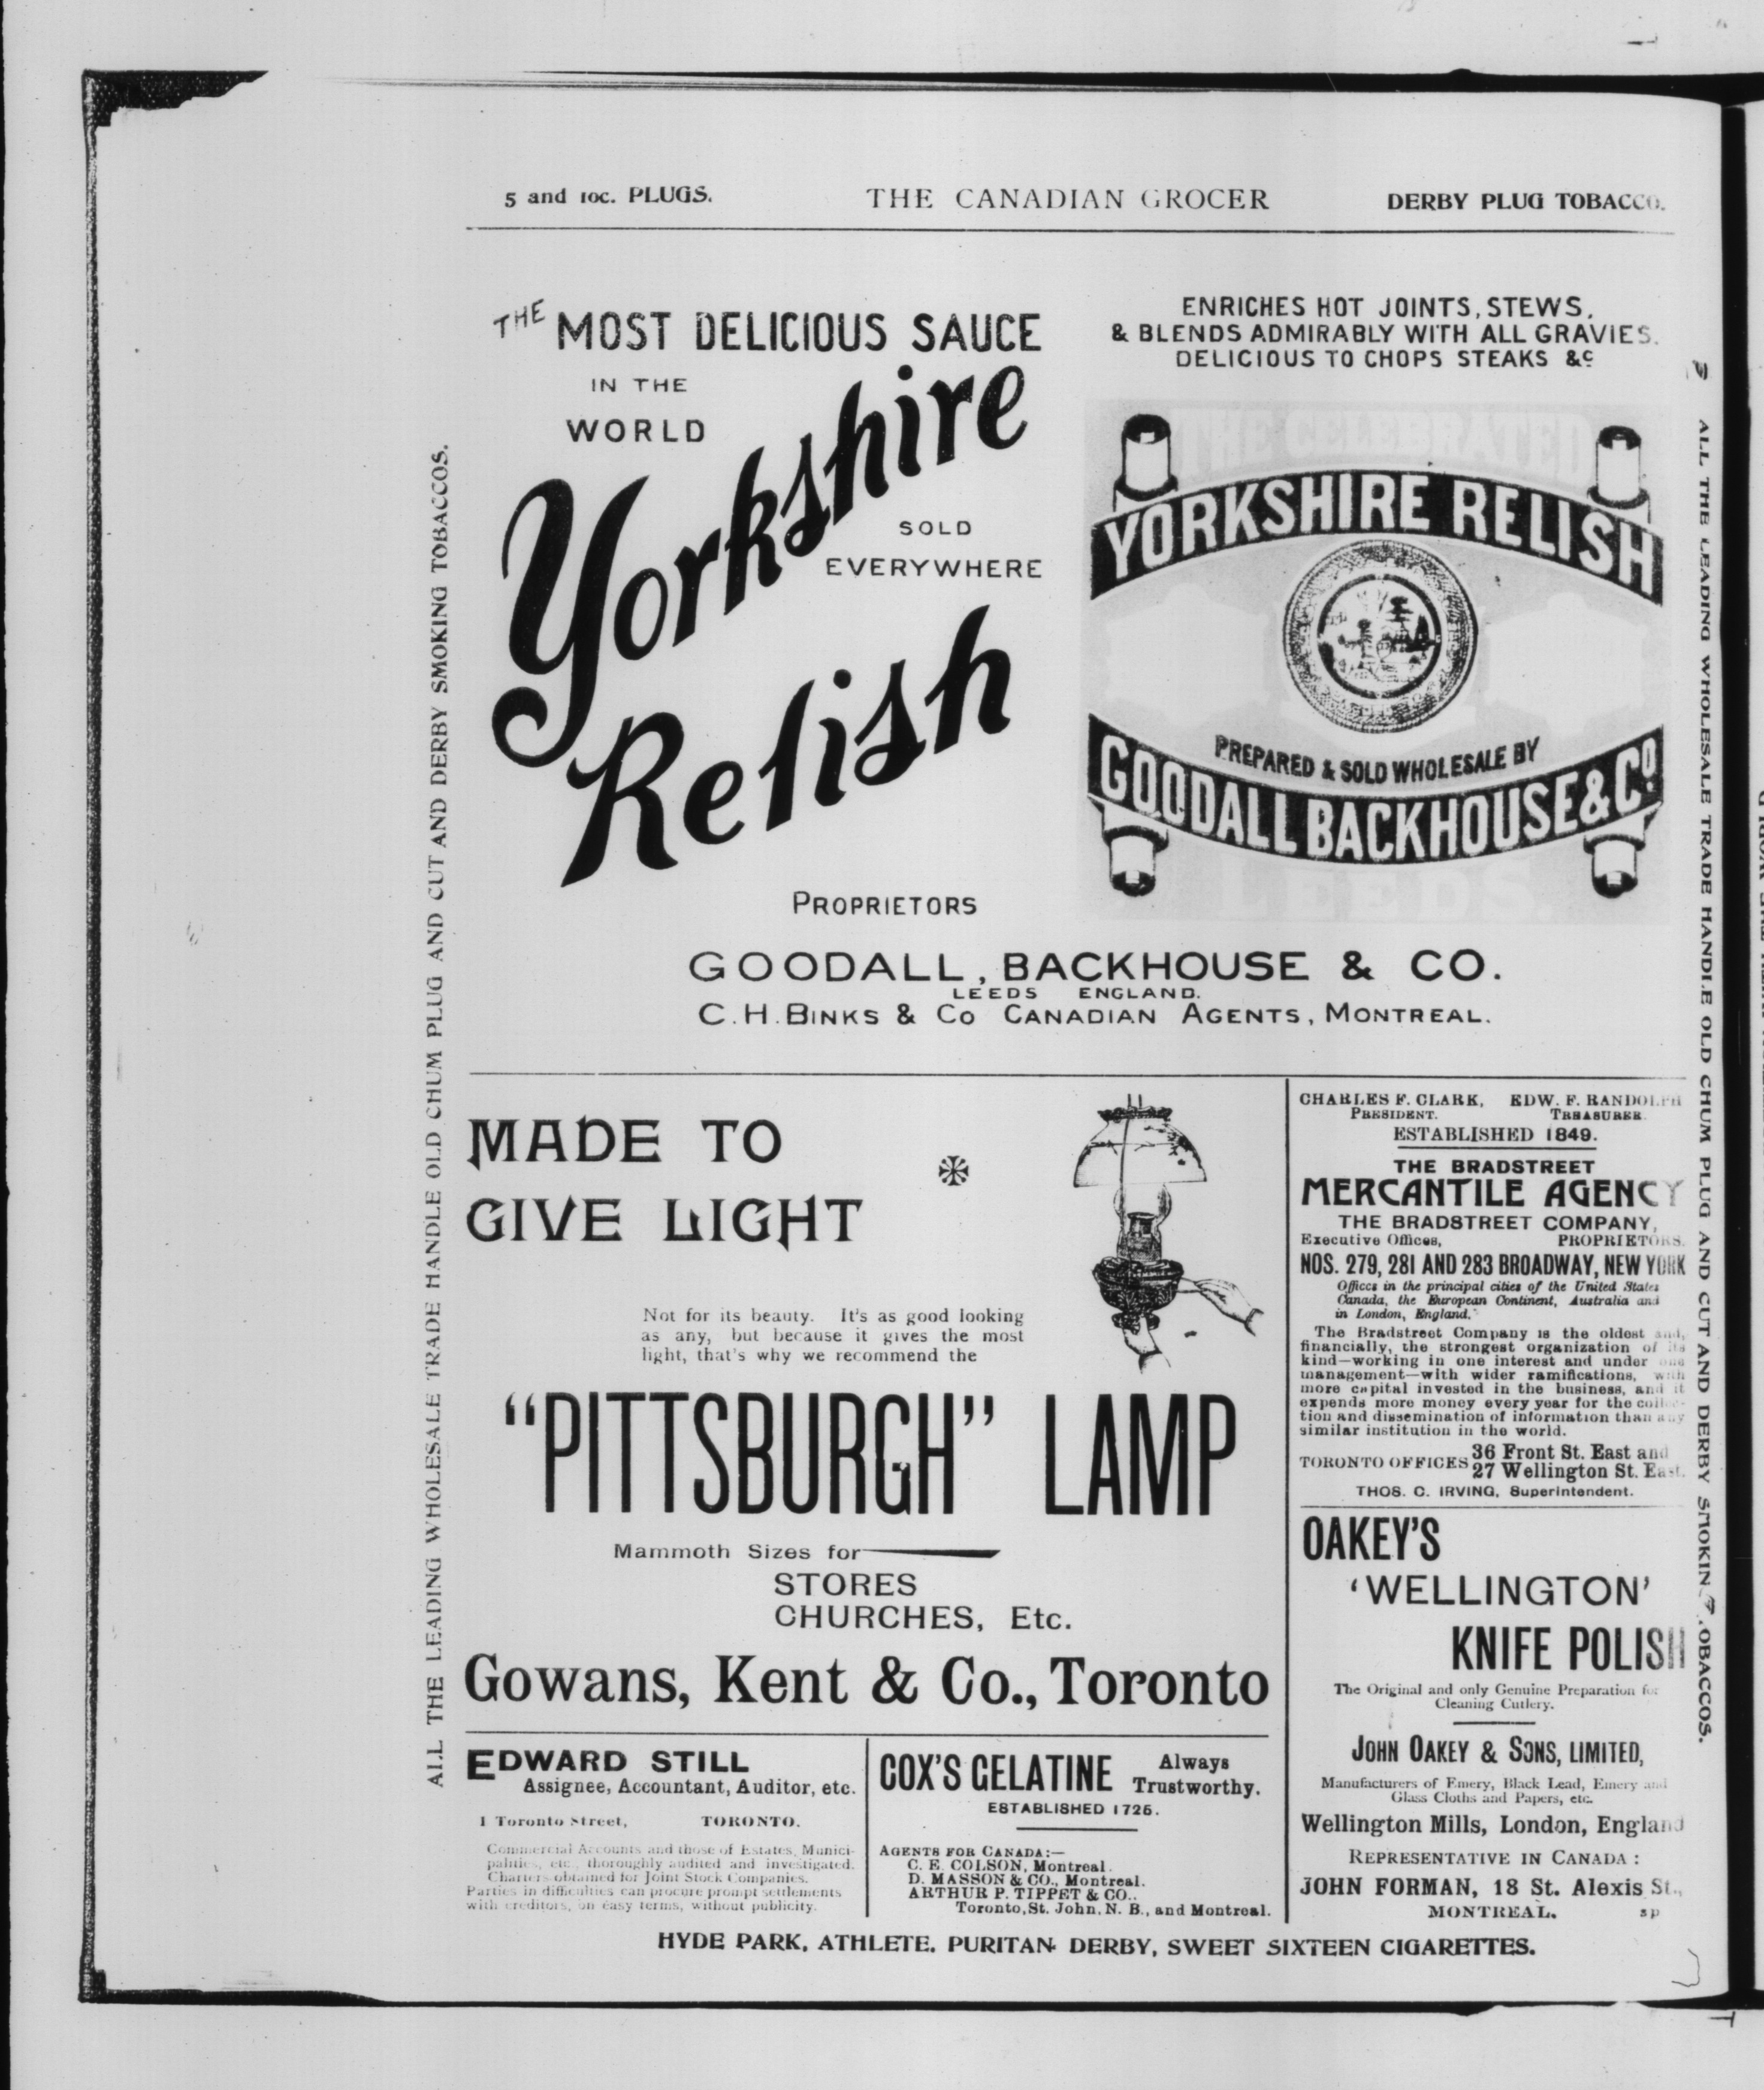 5 and 10c. PLUGS.
THE CANADIAN GROCER
DERBY PLUG TOBACCO.
ALL THE LEADING WHOLESALE TRADE HANDLE OLD CHUM PLUG AND CUT AND DERBY SMOKING TOBACCOS.
THE MOST DELICIOUS SAUCE
IN THE
WORLD
Yorkshire
SOLD
EVERYWHERE
Relish
ENRICHES HOT JOINTS, STEWS,
& BLENDS ADMIRABLY WITH ALL GRAVIES.
DELICIOUS TO CHOPS STEAKS &c
THE CELEBRATED
YORKSHIRE RELISH
PREPARED & SOLD WHOLESALE BY
GOODALL BACKHOUSE & Co
LEEDS.
PROPRIETORS
GOODALL, BACKHOUSE & CO.
LEEDS ENGLAND.
C.H. BINKS & Co CANADIAN AGENTS, MONTREAL.
MADE TO
GIVE LIGHT
Not for its beauty. It's as good looking
as any, but because it gives the most
light, that's why we recommend the
"PITTSBURGH" LAMP
Mammoth Sizes for
STORES
CHURCHES, Etc.
Gowans, Kent & Co., Toronto
EDWARD STILL
Assignee, Accountant, Auditor, etc.
1 Toronto Street, TORONTO.
Commercial Accounts and those of Estates, Munici-
palities, etc., thoroughly audited and investigated.
Charters obtained for Joint Stock Companies.
Parties in difficulties can procure prompt settlements
with creditors, on easy terms, without publicity.
COX'S GELATINE Always
Trustworthy.
ESTABLISHED 1725.
AGENTS FOR CANADA:—
C. E. COLSON, Montreal.
D. MASSON & CO., Montreal.
ARTHUR P. TIPPET & CO.,
Toronto, St. John, N. B., and Montreal.
CHARLES F. CLARK, EDW. F. RANDOLPH
PRESIDENT. TREASURER.
ESTABLISHED 1849.
THE BRADSTREET
MERCANTILE AGENCY
THE BRADSTREET COMPANY,
Executive Offices, PROPRIETORS.
NOS. 279, 281 AND 283 BROADWAY, NEW YORK
Offices in the principal cities of the United States
Canada, the European Continent, Australia and
in London, England.
The Bradstreet Company is the oldest and,
financially, the strongest organization of its
kind—working in one interest and under one
management—with wider ramifications, with
more capital invested in the business, and it
expends more money every year for the collec-
tion and dissemination of information than any
similar institution in the world.
TORONTO OFFICES 36 Front St. East and
27 Wellington St. East.
THOS. C. IRVING, Superintendent.
OAKEY'S
'WELLINGTON'
KNIFE POLISH
The Original and only Genuine Preparation for
Cleaning Cutlery.
JOHN OAKEY & SONS, LIMITED,
Manufacturers of Emery, Black Lead, Emery and
Glass Cloths and Papers, etc.
Wellington Mills, London, England
REPRESENTATIVE IN CANADA:
JOHN FORMAN, 18 St. Alexis St.,
MONTREAL. sp
ALL THE LEADING WHOLESALE TRADE HANDLE OLD CHUM PLUG AND CUT AND DERBY SMOKING TOBACCOS.
HYDE PARK, ATHLETE, PURITAN, DERBY, SWEET SIXTEEN CIGARETTES.